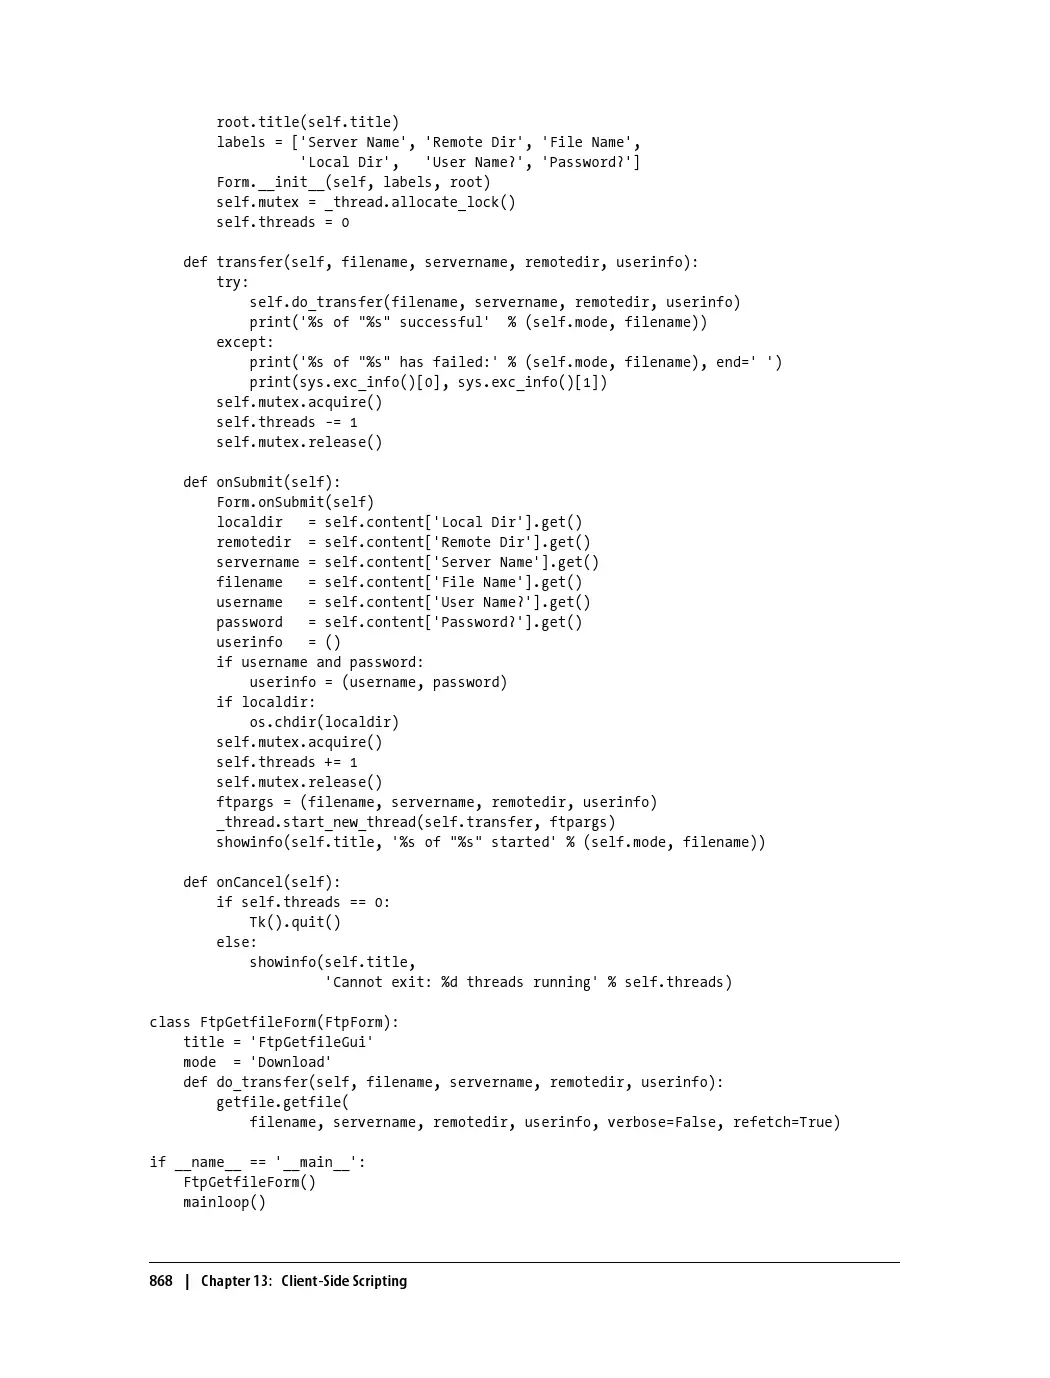 root.title(self.title)
        labels = ['Server Name', 'Remote Dir', 'File Name',
                  'Local Dir',   'User Name?', 'Password?']
        Form.__init__(self, labels, root)
        self.mutex = _thread.allocate_lock()
        self.threads = 0

    def transfer(self, filename, servername, remotedir, userinfo):
        try:
            self.do_transfer(filename, servername, remotedir, userinfo)
            print('%s of "%s" successful'  % (self.mode, filename))
        except:
            print('%s of "%s" has failed:' % (self.mode, filename), end=' ')
            print(sys.exc_info()[0], sys.exc_info()[1])
        self.mutex.acquire()
        self.threads -= 1
        self.mutex.release()

    def onSubmit(self):
        Form.onSubmit(self)
        localdir   = self.content['Local Dir'].get()
        remotedir  = self.content['Remote Dir'].get()
        servername = self.content['Server Name'].get()
        filename   = self.content['File Name'].get()
        username   = self.content['User Name?'].get()
        password   = self.content['Password?'].get()
        userinfo   = ()
        if username and password:
            userinfo = (username, password)
        if localdir:
            os.chdir(localdir)
        self.mutex.acquire()
        self.threads += 1
        self.mutex.release()
        ftpargs = (filename, servername, remotedir, userinfo)
        _thread.start_new_thread(self.transfer, ftpargs)
        showinfo(self.title, '%s of "%s" started' % (self.mode, filename))

    def onCancel(self):
        if self.threads == 0:
            Tk().quit()
        else:
            showinfo(self.title,
                     'Cannot exit: %d threads running' % self.threads)

class FtpGetfileForm(FtpForm):
    title = 'FtpGetfileGui'
    mode  = 'Download'
    def do_transfer(self, filename, servername, remotedir, userinfo):
        getfile.getfile(
            filename, servername, remotedir, userinfo, verbose=False, refetch=True)

if __name__ == '__main__':
    FtpGetfileForm()
    mainloop()

868 | Chapter 13: Client-Side Scripting